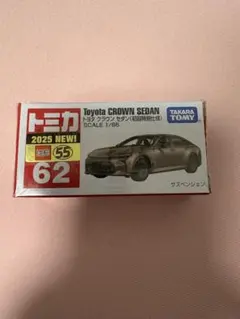 トミカ
2025 NEW!
55
62
Toyota CROWN SEDAN
トヨタ クラウン セダン(初回特別仕様)
SCALE 1/66
TAKARA
TOMY
サスペンション